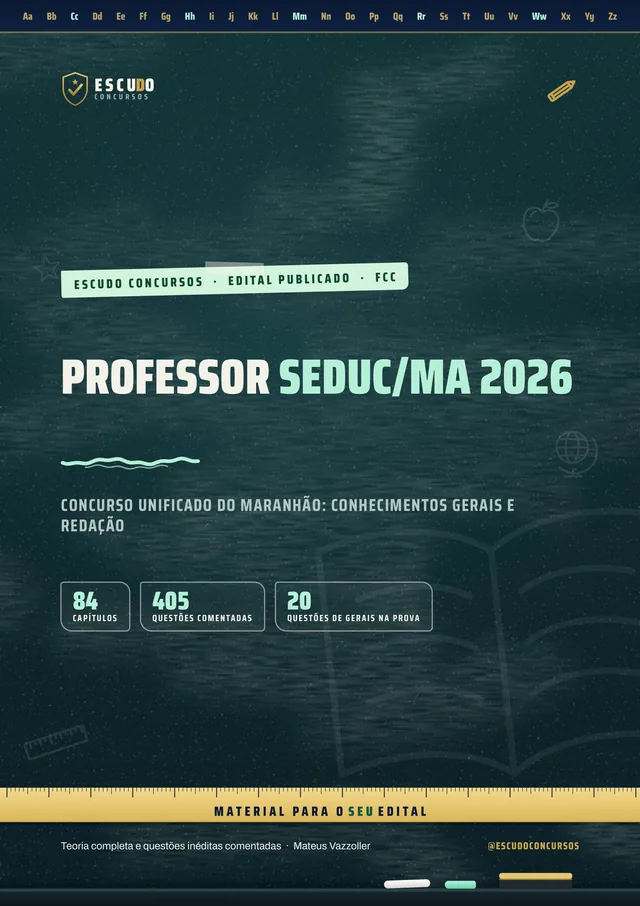 Aa Bb Cc Dd Ee Ff Gg Hh Ii Jj Kk Ll Mm Nn Oo Pp Qq Rr Ss Tt Uu Vv Ww Xx Yy Zz
ESCUDO
CONCURSOS
ESCUDO CONCURSOS · EDITAL PUBLICADO · FCC
PROFESSOR SEDUC/MA 2026
CONCURSO UNIFICADO DO MARANHÃO: CONHECIMENTOS GERAIS E
REDAÇÃO
84
CAPÍTULOS
405
QUESTÕES COMENTADAS
20
QUESTÕES DE GERAIS NA PROVA
MATERIAL PARA O SEU EDITAL
Teoria completa e questões inéditas comentadas · Mateus Vazzoller
@ESCUDOCONCURSOS